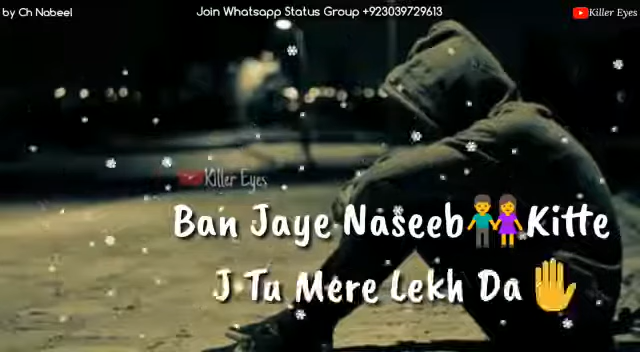 by Ch Nabeel
Join Whatsapp Status Group +923039729613
Killer Eyes
Killer Eyes
Ban Jaye Naseeb👫Kitte
J Tu Mere Lekh Da✋